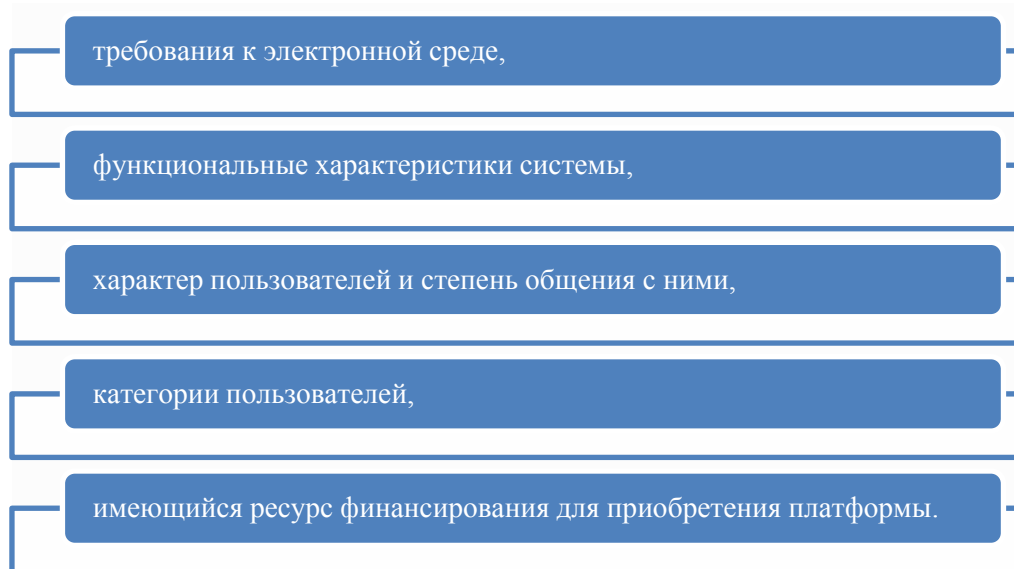 требования к электронной среде,
функциональные характеристики системы,
характер пользователей и степень общения с ними,
категории пользователей,
имеющийся ресурс финансирования для приобретения платформы.